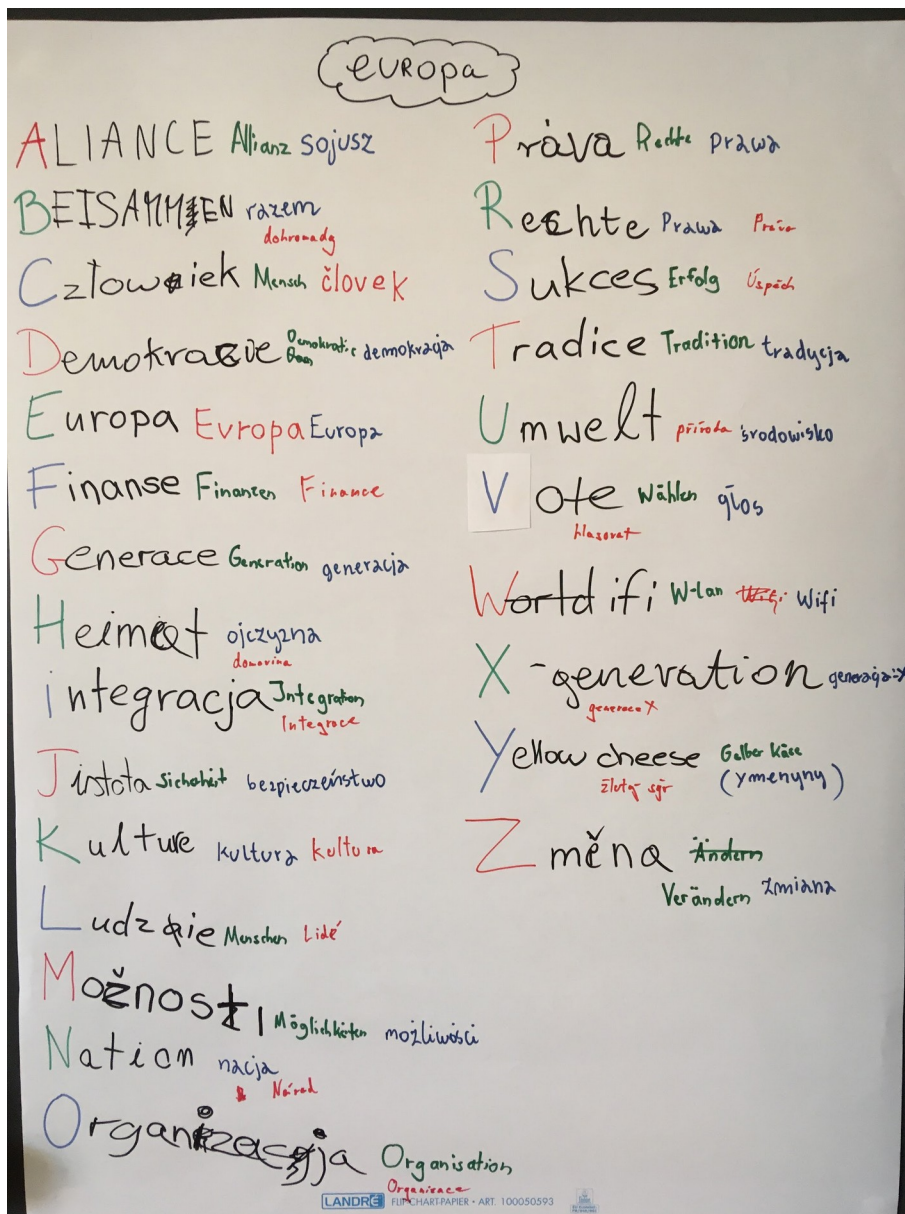 EUROPA
ALIANCE Allianz sojusz
BEISAMMEN razem
dohromady
Człowiek Mensch človek
Demokracie Demokratie demokracja
Europa Evropa Europa
Finanse Finanzen Finance
Generace Generation generacja
Heimat ojczyzna
domovina
integracja Integration
Integrace
Jistota Sicherheit bezpieczeństwo
Kulture kultura kultura
Ludzie Menschen Lidé
Možnosti Möglichkeiten możliwości
Nation nacja
Národ
Organizacja Organisation
Organizace
Práva Rechte prawa
Rechte Prawa Práva
Sukces Erfolg Úspěch
Tradice Tradition tradycja
Umwelt příroda środowisko
Vote Wählen głos
hlasovat
World ifi W-lan Wifi Wifi
X-generation generacja X
generace X
Yellow cheese Gelber Käse
žlutý sýr (ymenyny)
Změna Ändern
Verändern zmiana
LANDRÉ FLIPCHART-PAPIER • ART. 100050593